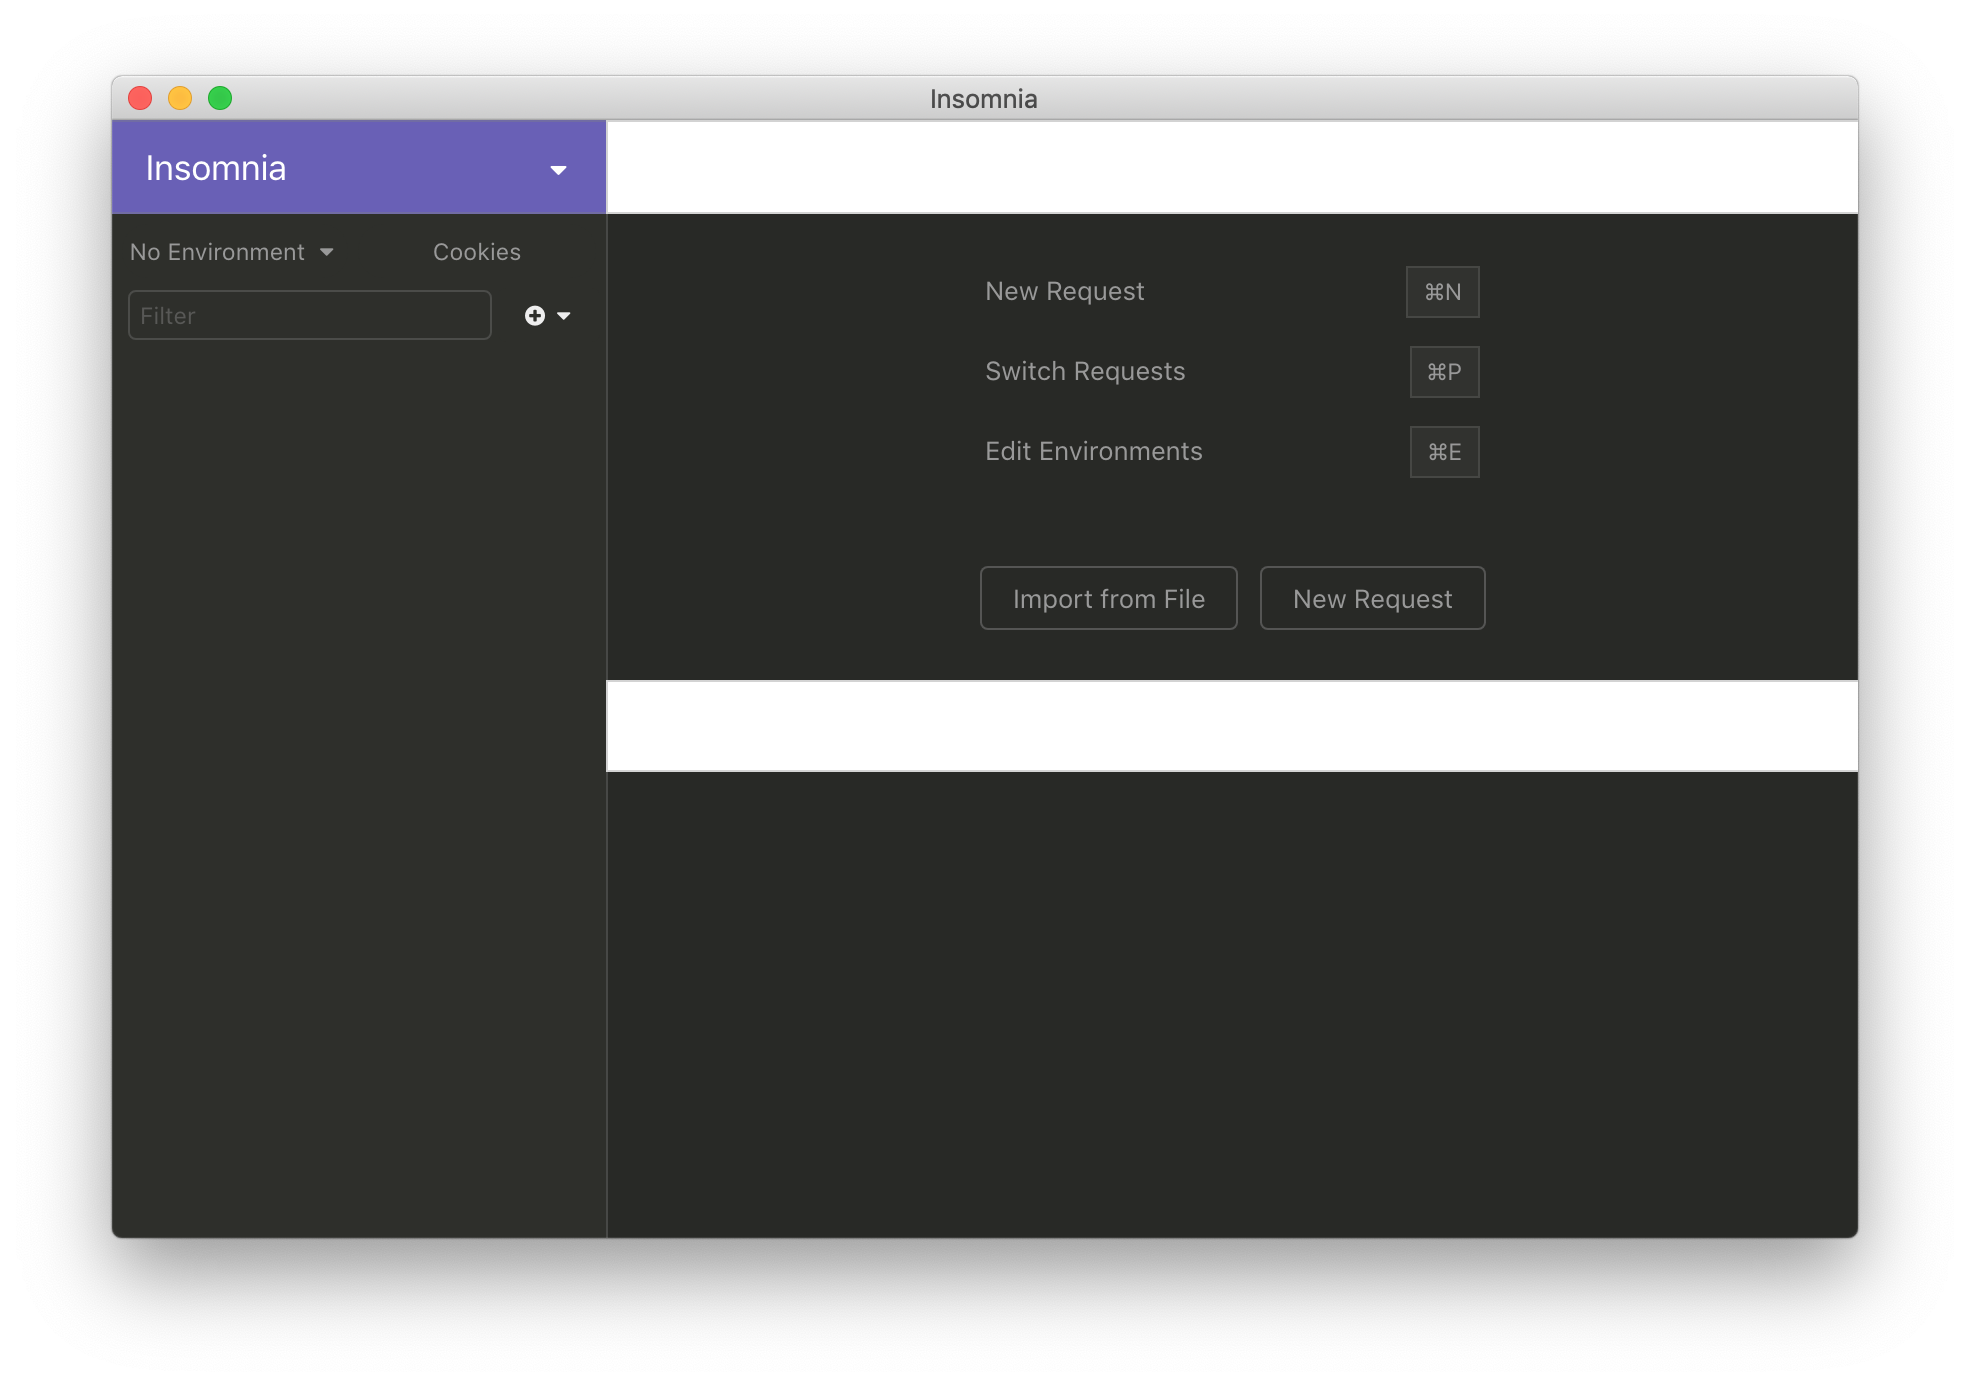 Insomnia
Insomnia
No Environment Cookies
Filter
New Request ⌘N
Switch Requests ⌘P
Edit Environments ⌘E
Import from File New Request